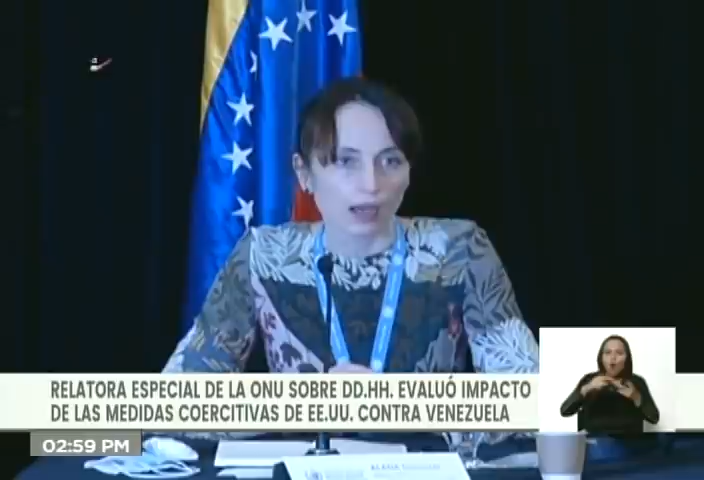 RELATORA ESPECIAL DE LA ONU SOBRE DD.HH. EVALUÓ IMPACTO
DE LAS MEDIDAS COERCITIVAS DE EE.UU. CONTRA VENEZUELA
02:59 PM
ALENA